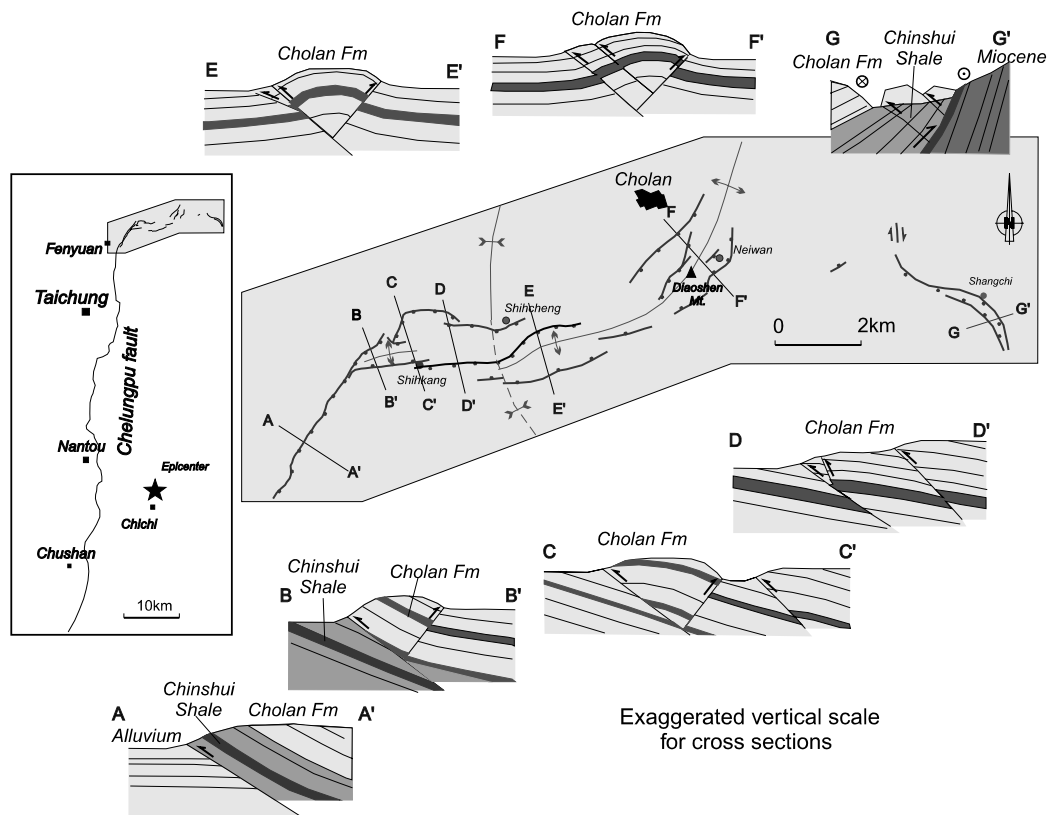 E
Cholan Fm
E'
F
Cholan Fm
F'
G
Chinshui
Shale
G'
Cholan Fm
Miocene
Fenyuan
Taichung
Chelungpu fault
Nantou
Epicenter
Chichi
Chushan
10km
Cholan
F
Neiwan
Diaoshen
Mt.
F'
N
Shangchi
G
G'
0
2km
B
C
D
Shihcheng
E
Shihkang
B'
C'
D'
E'
A
A'
D
Cholan Fm
D'
C
Cholan Fm
C'
Chinshui
Shale
B
Cholan Fm
B'
Chinshui
Shale
A
Cholan Fm
A'
Alluvium
Exaggerated vertical scale
for cross sections